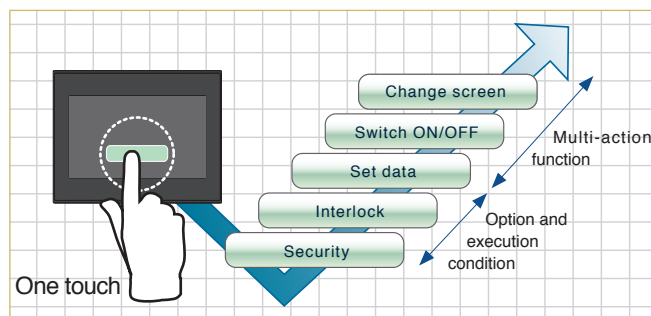 Change screen
Switch ON/OFF
Set data
Interlock
Security
Multi-action
function
Option and
execution
condition
One touch